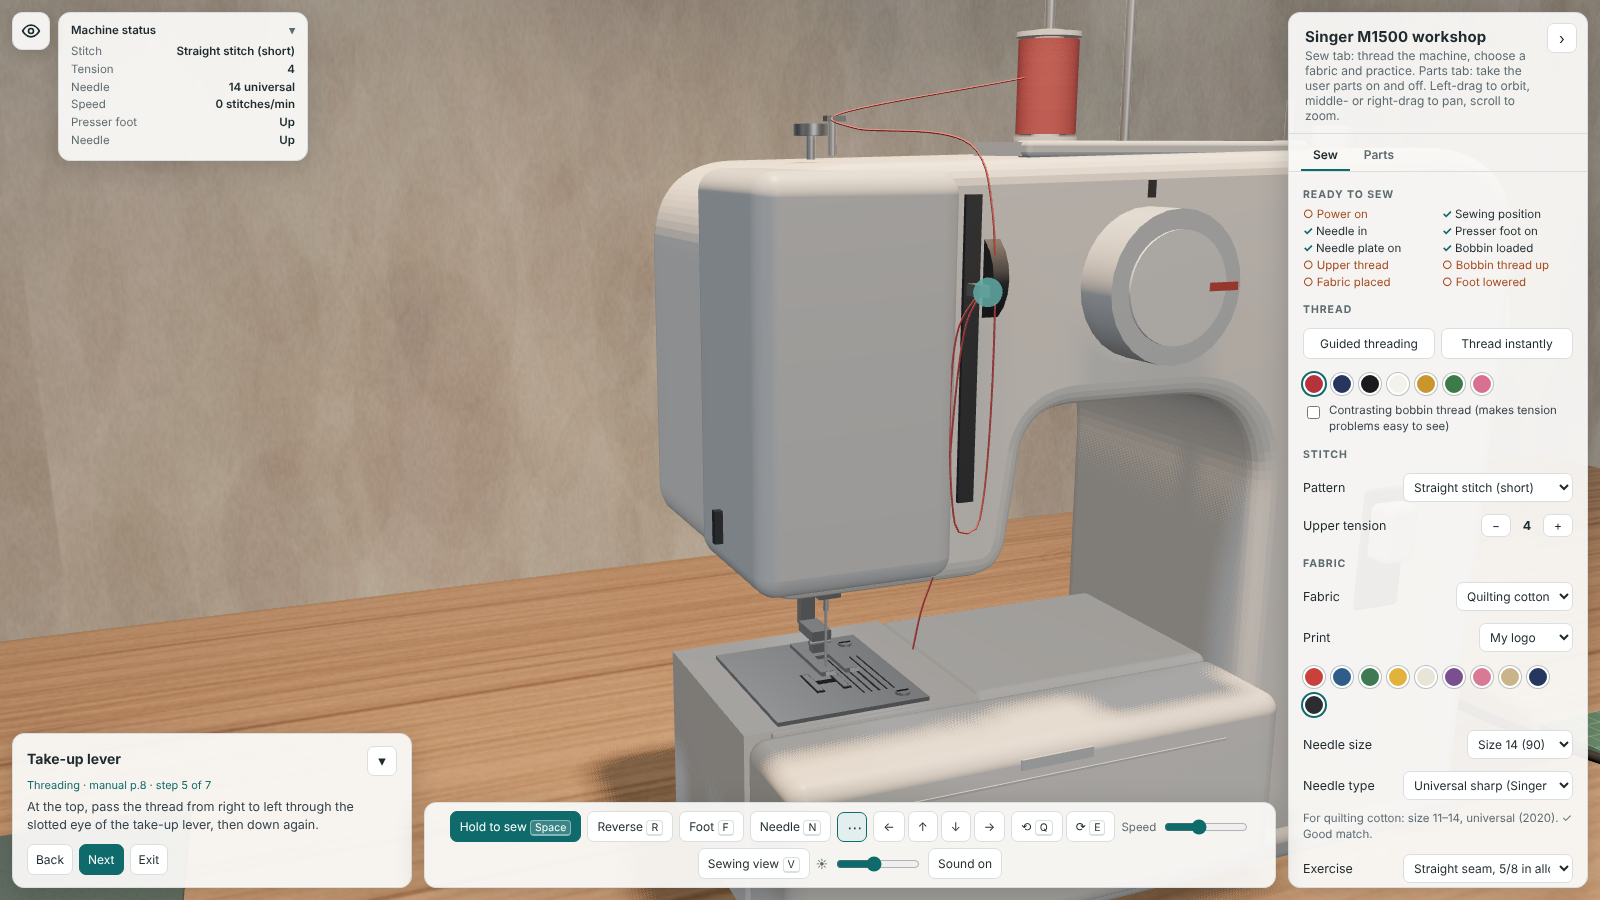 Machine status ▾
Stitch Straight stitch (short)
Tension 4
Needle 14 universal
Speed 0 stitches/min
Presser foot Up
Needle Up
Singer M1500 workshop ›
Sew tab: thread the machine, choose a
fabric and practice. Parts tab: take the
user parts on and off. Left-drag to orbit,
middle- or right-drag to pan, scroll to
zoom.
Sew Parts
READY TO SEW
Power on ✓ Sewing position
✓ Needle in ✓ Presser foot on
✓ Needle plate on ✓ Bobbin loaded
Upper thread Bobbin thread up
Fabric placed Foot lowered
THREAD
Guided threading Thread instantly
Contrasting bobbin thread (makes tension
problems easy to see)
STITCH
Pattern Straight stitch (short)
Upper tension − 4 +
FABRIC
Fabric Quilting cotton
Print My logo
Needle size Size 14 (90)
Needle type Universal sharp (Singer
For quilting cotton: size 11–14, universal (2020). ✓
Good match.
Exercise Straight seam, 5/8 in
Take-up lever ▾
Threading · manual p.8 · step 5 of 7
At the top, pass the thread from right to left through the
slotted eye of the take-up lever, then down again.
Back Next Exit
Hold to sew Space Reverse R Foot F Needle N … ← ↑ ↓ → ⟲ Q ⟳ E Speed
Sewing view V ☀ Sound on